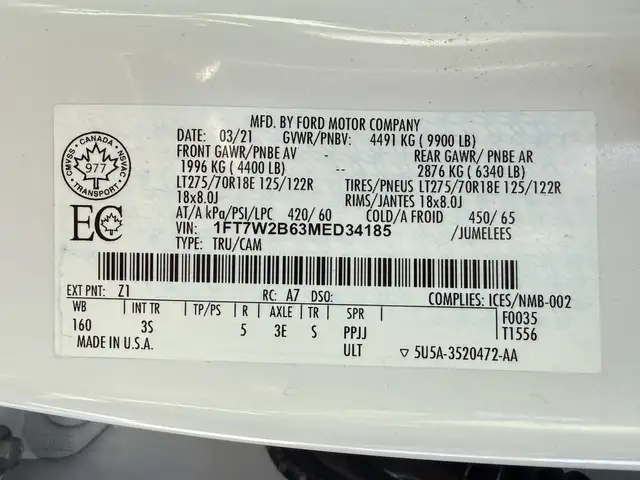 MFD. BY FORD MOTOR COMPANY
DATE: 03/21 GVWR/PNBV: 4491 KG ( 9900 LB)
FRONT GAWR/PNBE AV -- REAR GAWR/ PNBE AR
1996 KG ( 4400 LB) 2876 KG ( 6340 LB)
LT275/70R18E 125/122R TIRES/PNEUS LT275/70R18E 125/122R
18x8.0J RIMS/JANTES 18x8.0J
AT/A kPa/PSI/LPC 420/ 60 COLD/A FROID 450/ 65
VIN: 1FT7W2B63MED34185 /JUMELEES
TYPE: TRU/CAM
CMVSS CANADA NSVAC
977
TRANSPORT
EC
EXT PNT: Z1 RC: A7 DSO: COMPLIES: ICES/NMB-002
WB INT TR TP/PS R AXLE TR SPR F0035
160 3S 5 3E S PPJJ T1556
MADE IN U.S.A. ULT ▽ 5U5A-3520472-AA